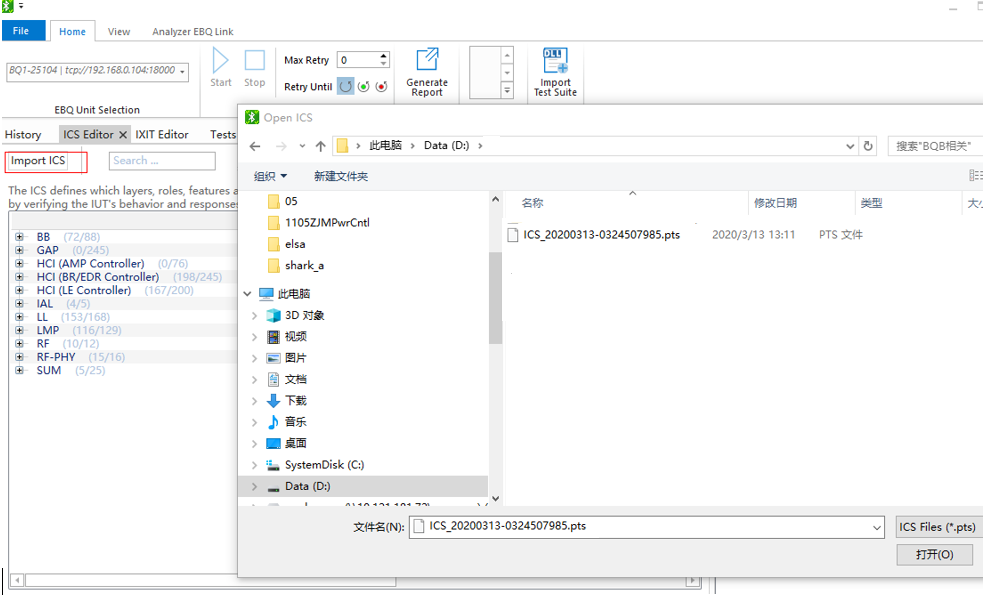 File Home View Analyzer EBQ Link
BQ1-25104 | tcp://192.168.0.104:18000
Start Stop
Max Retry 0
Retry Until
Generate
Report
DLL
Import
Test Suite
EBQ Unit Selection
History ICS Editor IXIT Editor Tests
Import ICS Search ...
The ICS defines which layers, roles, features a
by verifying the IUT's behavior and responses
BB (72/88)
GAP (0/245)
HCI (AMP Controller) (0/76)
HCI (BR/EDR Controller) (198/245)
HCI (LE Controller) (167/200)
IAL (4/5)
LL (153/168)
LMP (116/129)
RF (10/12)
RF-PHY (15/16)
SUM (5/25)
Open ICS
此电脑 Data (D:)
搜索"BQB相关"
组织 新建文件夹
05
1105ZJMPwrCntl
elsa
shark_a
此电脑
3D 对象
视频
图片
文档
下载
音乐
桌面
SystemDisk (C:)
Data (D:)
名称 修改日期 类型 大小
ICS_20200313-0324507985.pts 2020/3/13 13:11 PTS 文件
文件名(N): ICS_20200313-0324507985.pts ICS Files (*.pts)
打开(O)